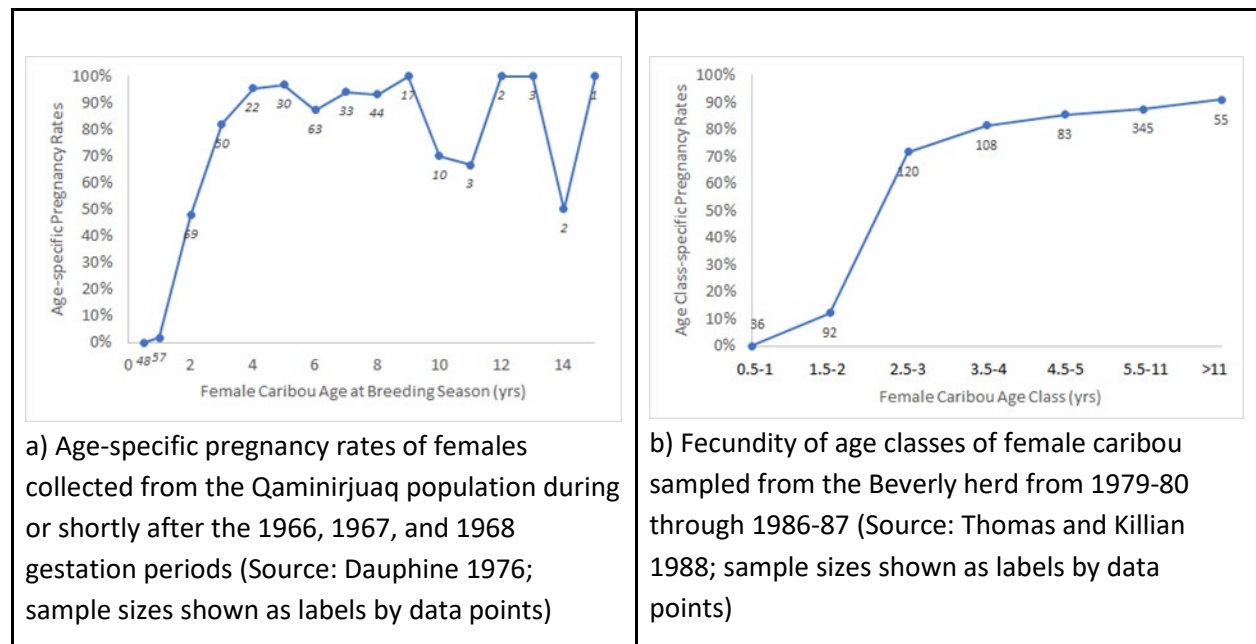 100%
90%
80%
70%
60%
50%
40%
30%
20%
10%
0%
Age-specific Pregnancy Rates
48
57
69
50
22
30
63
33
44
17
10
3
2
3
2
1
0 2 4 6 8 10 12 14
Female Caribou Age at Breeding Season (yrs)
a) Age-specific pregnancy rates of females
collected from the Qaminirjuaq population during
or shortly after the 1966, 1967, and 1968
gestation periods (Source: Dauphine 1976;
sample sizes shown as labels by data points)
100%
90%
80%
70%
60%
50%
40%
30%
20%
10%
0%
Age Class-specific Pregnancy Rates
36
92
120
108
83
345
55
0.5-1 1.5-2 2.5-3 3.5-4 4.5-5 5.5-11 >11
Female Caribou Age Class (yrs)
b) Fecundity of age classes of female caribou
sampled from the Beverly herd from 1979-80
through 1986-87 (Source: Thomas and Killian
1988; sample sizes shown as labels by data
points)